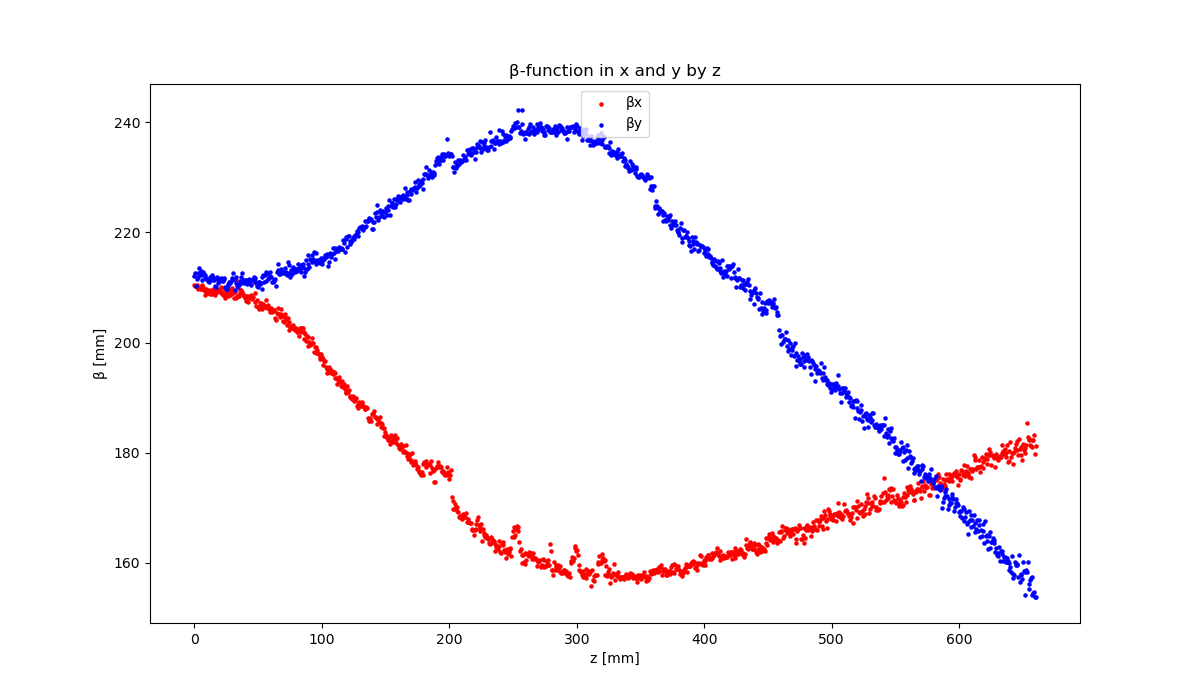 β-function in x and y by z
βx
βy
β [mm]
240
220
200
180
160
0 100 200 300 400 500 600
z [mm]